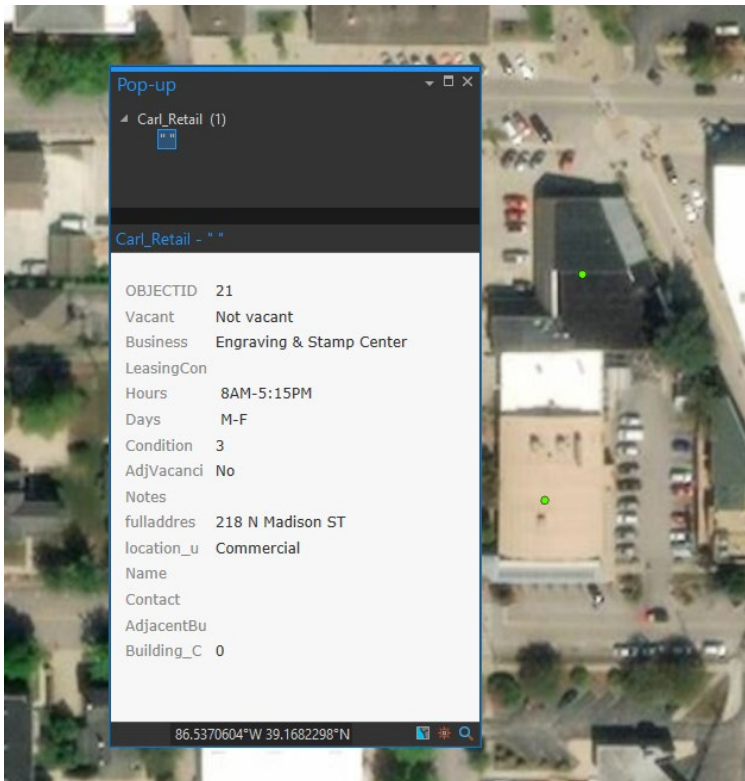 Pop-up
Carl_Retail (1)
" "
Carl_Retail - " "
OBJECTID 21
Vacant Not vacant
Business Engraving & Stamp Center
LeasingCon
Hours 8AM-5:15PM
Days M-F
Condition 3
AdjVacanci No
Notes
fulladdres 218 N Madison ST
location_u Commercial
Name
Contact
AdjacentBu
Building_C 0
86.5370604°W 39.1682298°N